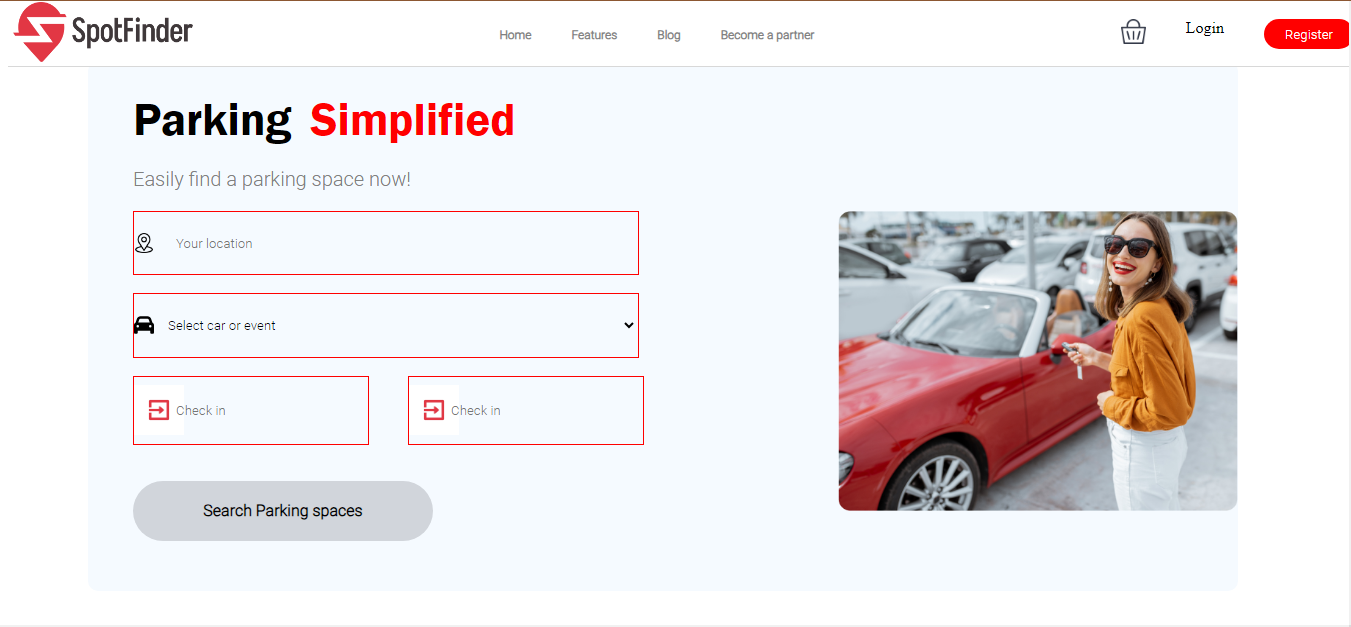 SpotFinder
Home Features Blog Become a partner Login Register
Parking Simplified
Easily find a parking space now!
Your location
Select car or event
Check in Check in
Search Parking spaces